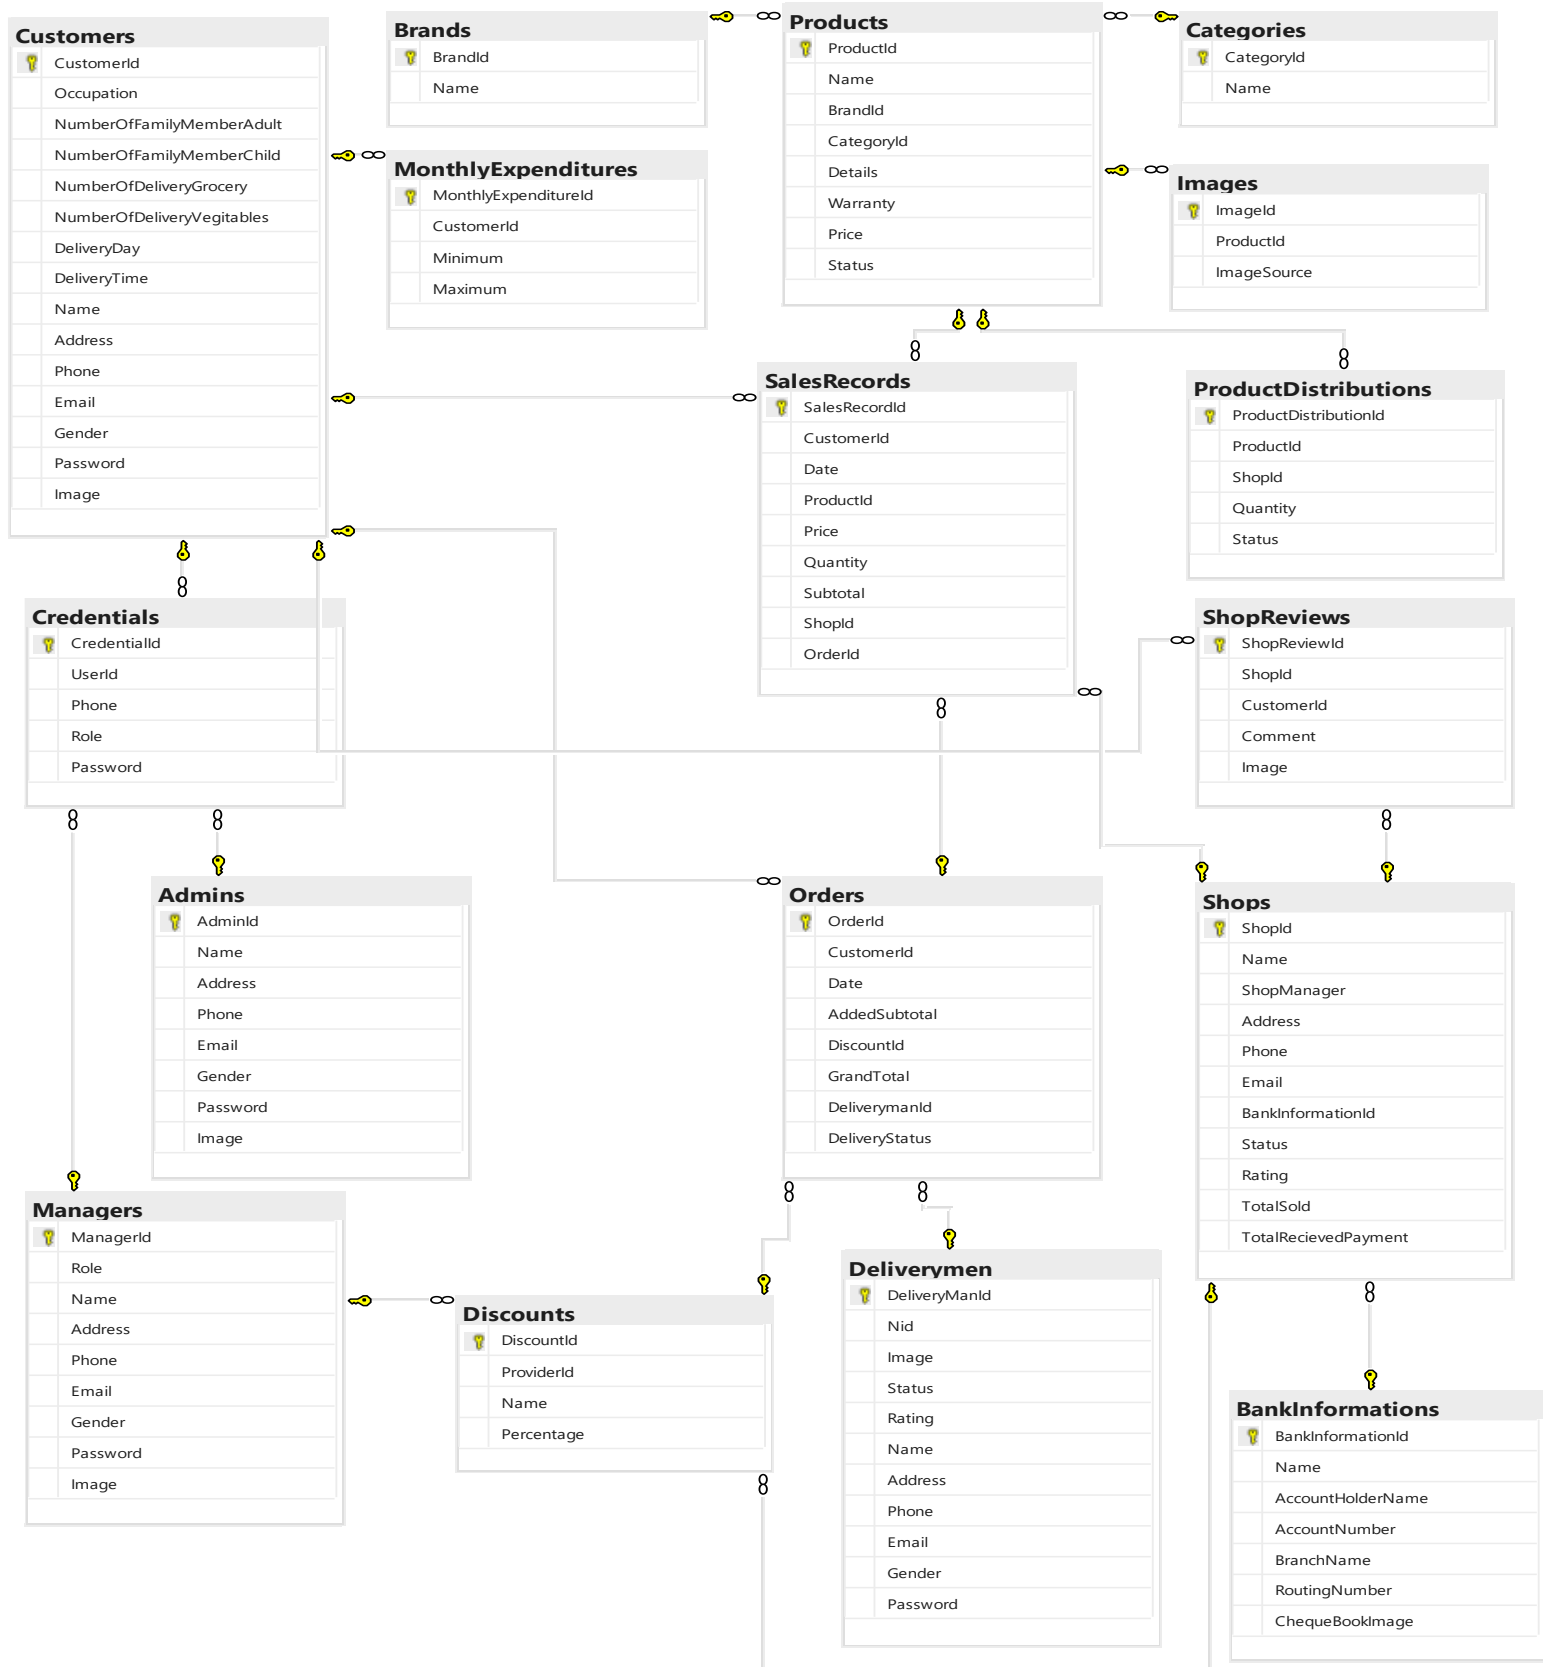 Customers
CustomerId
Occupation
NumberOfFamilyMemberAdult
NumberOfFamilyMemberChild
NumberOfDeliveryGrocery
NumberOfDeliveryVegitables
DeliveryDay
DeliveryTime
Name
Address
Phone
Email
Gender
Password
Image
Brands
BrandId
Name
MonthlyExpenditures
MonthlyExpenditureId
CustomerId
Minimum
Maximum
Products
ProductId
Name
BrandId
CategoryId
Details
Warranty
Price
Status
Categories
CategoryId
Name
Images
ImageId
ProductId
ImageSource
SalesRecords
SalesRecordId
CustomerId
Date
ProductId
Price
Quantity
Subtotal
ShopId
OrderId
ProductDistributions
ProductDistributionId
ProductId
ShopId
Quantity
Status
Credentials
CredentialId
UserId
Phone
Role
Password
ShopReviews
ShopReviewId
ShopId
CustomerId
Comment
Image
Admins
AdminId
Name
Address
Phone
Email
Gender
Password
Image
Orders
OrderId
CustomerId
Date
AddedSubtotal
DiscountId
GrandTotal
DeliverymanId
DeliveryStatus
Shops
ShopId
Name
ShopManager
Address
Phone
Email
BankInformationId
Status
Rating
TotalSold
TotalRecievedPayment
Managers
ManagerId
Role
Name
Address
Phone
Email
Gender
Password
Image
Discounts
DiscountId
ProviderId
Name
Percentage
Deliverymen
DeliveryManId
Nid
Image
Status
Rating
Name
Address
Phone
Email
Gender
Password
BankInformations
BankInformationId
Name
AccountHolderName
AccountNumber
BranchName
RoutingNumber
ChequeBookImage